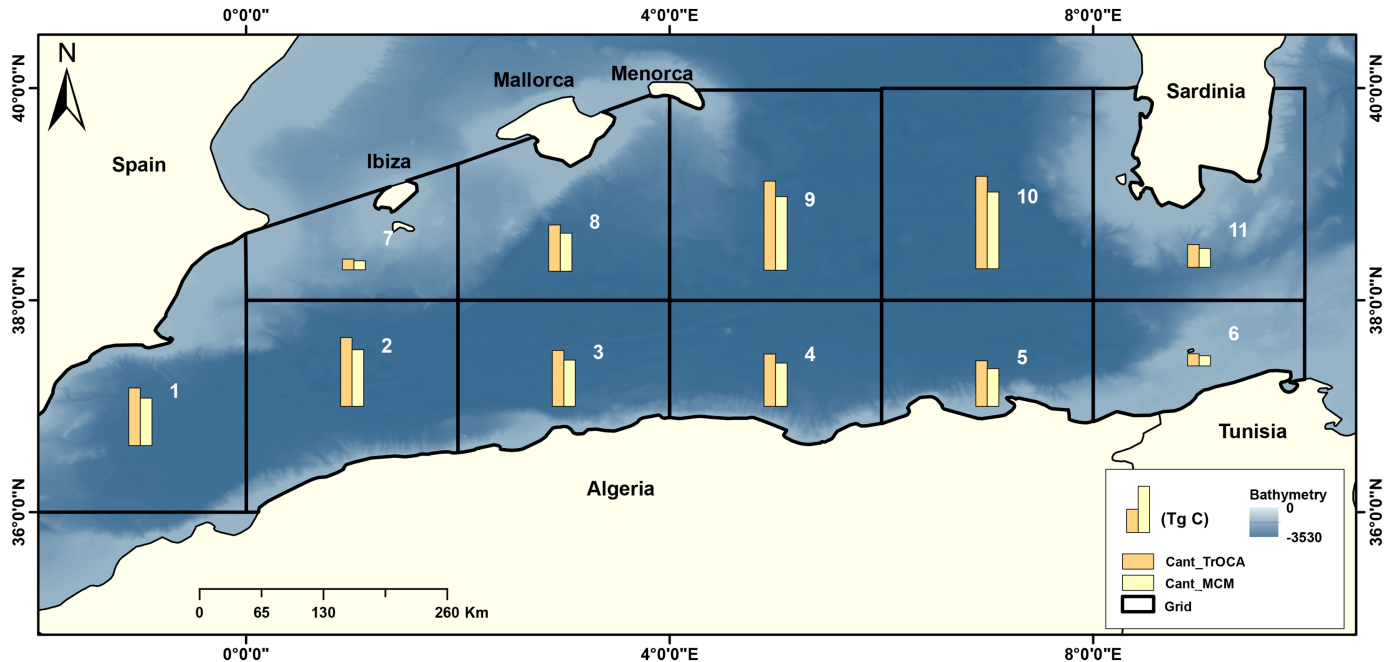 0°0'0"
4°0'0"E
8°0'0"E
N
40°0'0"N
40°0'0"N
Menorca
Mallorca
Sardinia
Spain
Ibiza
9
10
8
11
7
38°0'0"N
38°0'0"N
6
2
3
4
5
1
Tunisia
Algeria
Bathymetry
0
-3530
(Tg C)
36°0'0"N
36°0'0"N
Cant_TrOCA
Cant_MCM
Grid
0 65 130 260 Km
0°0'0"
4°0'0"E
8°0'0"E